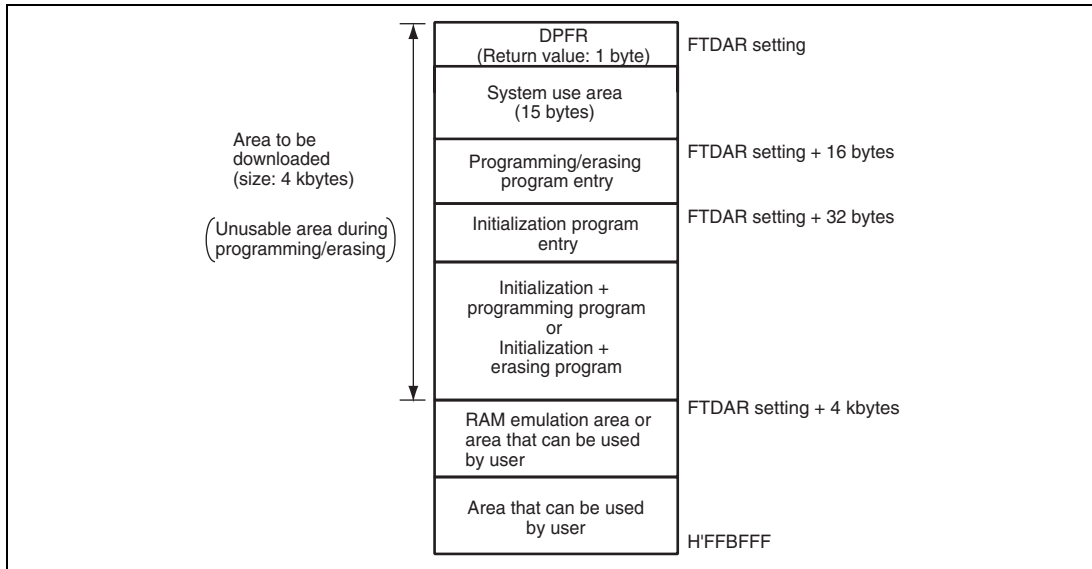 DPFR
(Return value: 1 byte)
FTDAR setting
System use area
(15 bytes)
Area to be
downloaded
(size: 4 kbytes)
(Unusable area during
programming/erasing)
FTDAR setting + 16 bytes
Programming/erasing
program entry
FTDAR setting + 32 bytes
Initialization program
entry
Initialization +
programming program
or
Initialization +
erasing program
FTDAR setting + 4 kbytes
RAM emulation area or
area that can be used
by user
Area that can be used
by user
H'FFBFFF